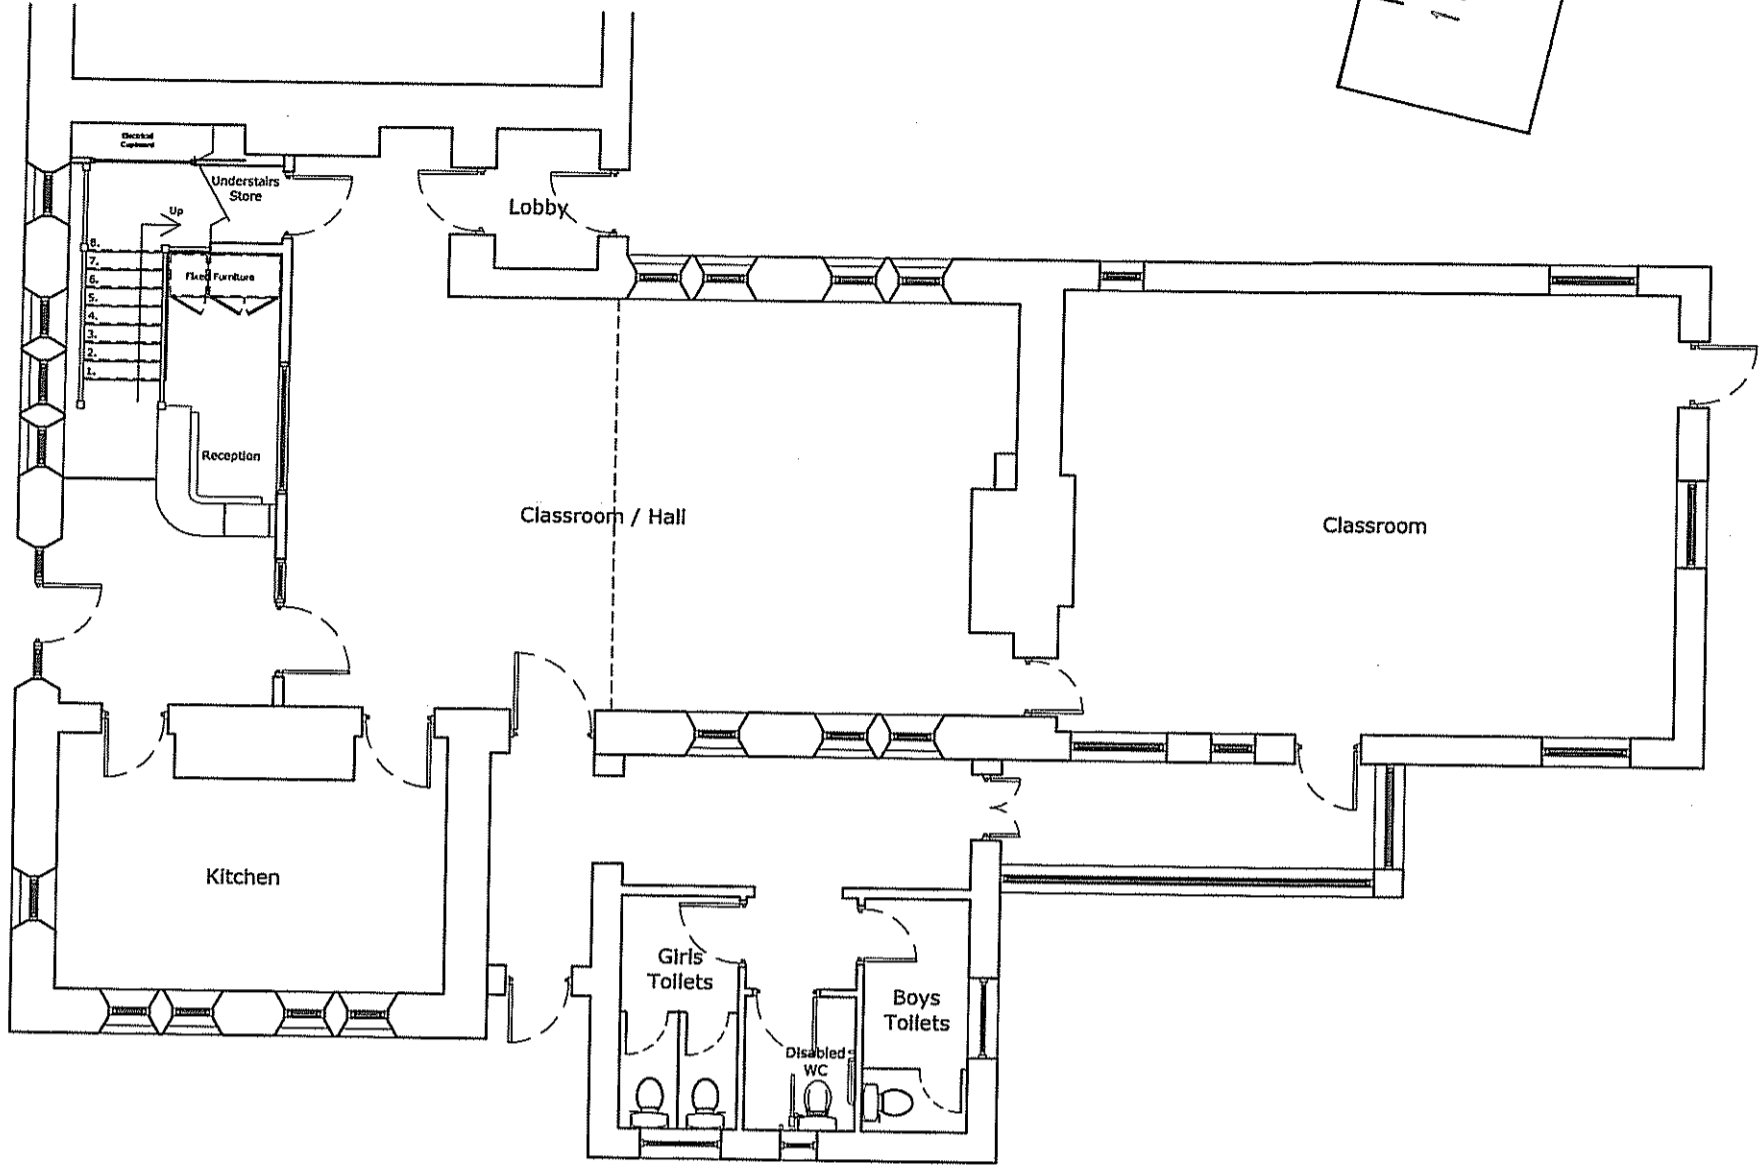 Electrical
Cupboard
Understairs
Store
Up
Lobby
8.
7.
6.
5.
4.
3.
2.
1.
Fixed Furniture
Reception
Classroom / Hall
Classroom
Kitchen
Girls
Toilets
Boys
Toilets
Disabled
WC